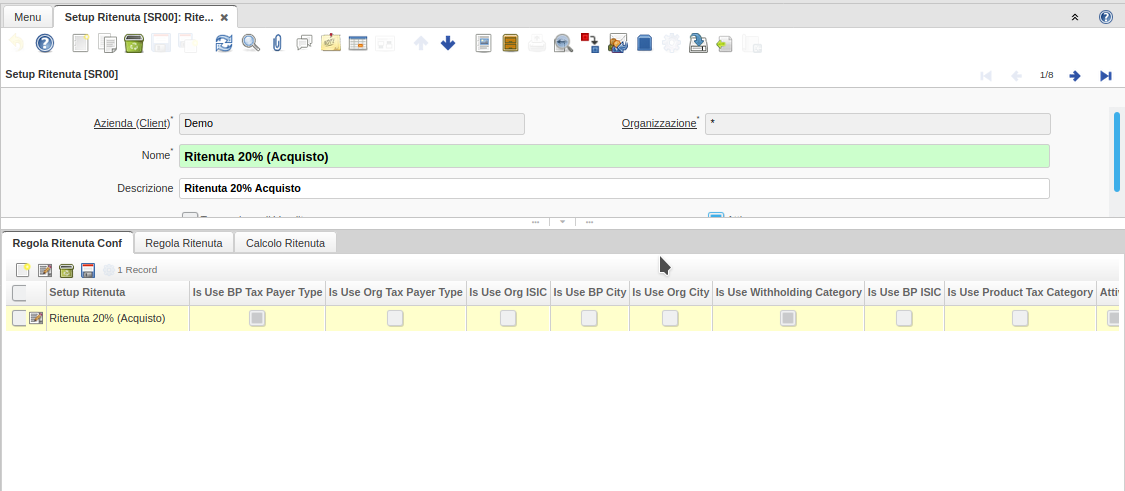 Menu
Setup Ritenuta [SR00]: Rite...
Setup Ritenuta [SR00]
1/8
Azienda (Client)* Demo
Organizzazione* *
Nome* Ritenuta 20% (Acquisto)
Descrizione Ritenuta 20% Acquisto
Regola Ritenuta Conf Regola Ritenuta Calcolo Ritenuta
1 Record
Setup Ritenuta Is Use BP Tax Payer Type Is Use Org Tax Payer Type Is Use Org ISIC Is Use BP City Is Use Org City Is Use Withholding Category Is Use BP ISIC Is Use Product Tax Category Atti
Ritenuta 20% (Acquisto)